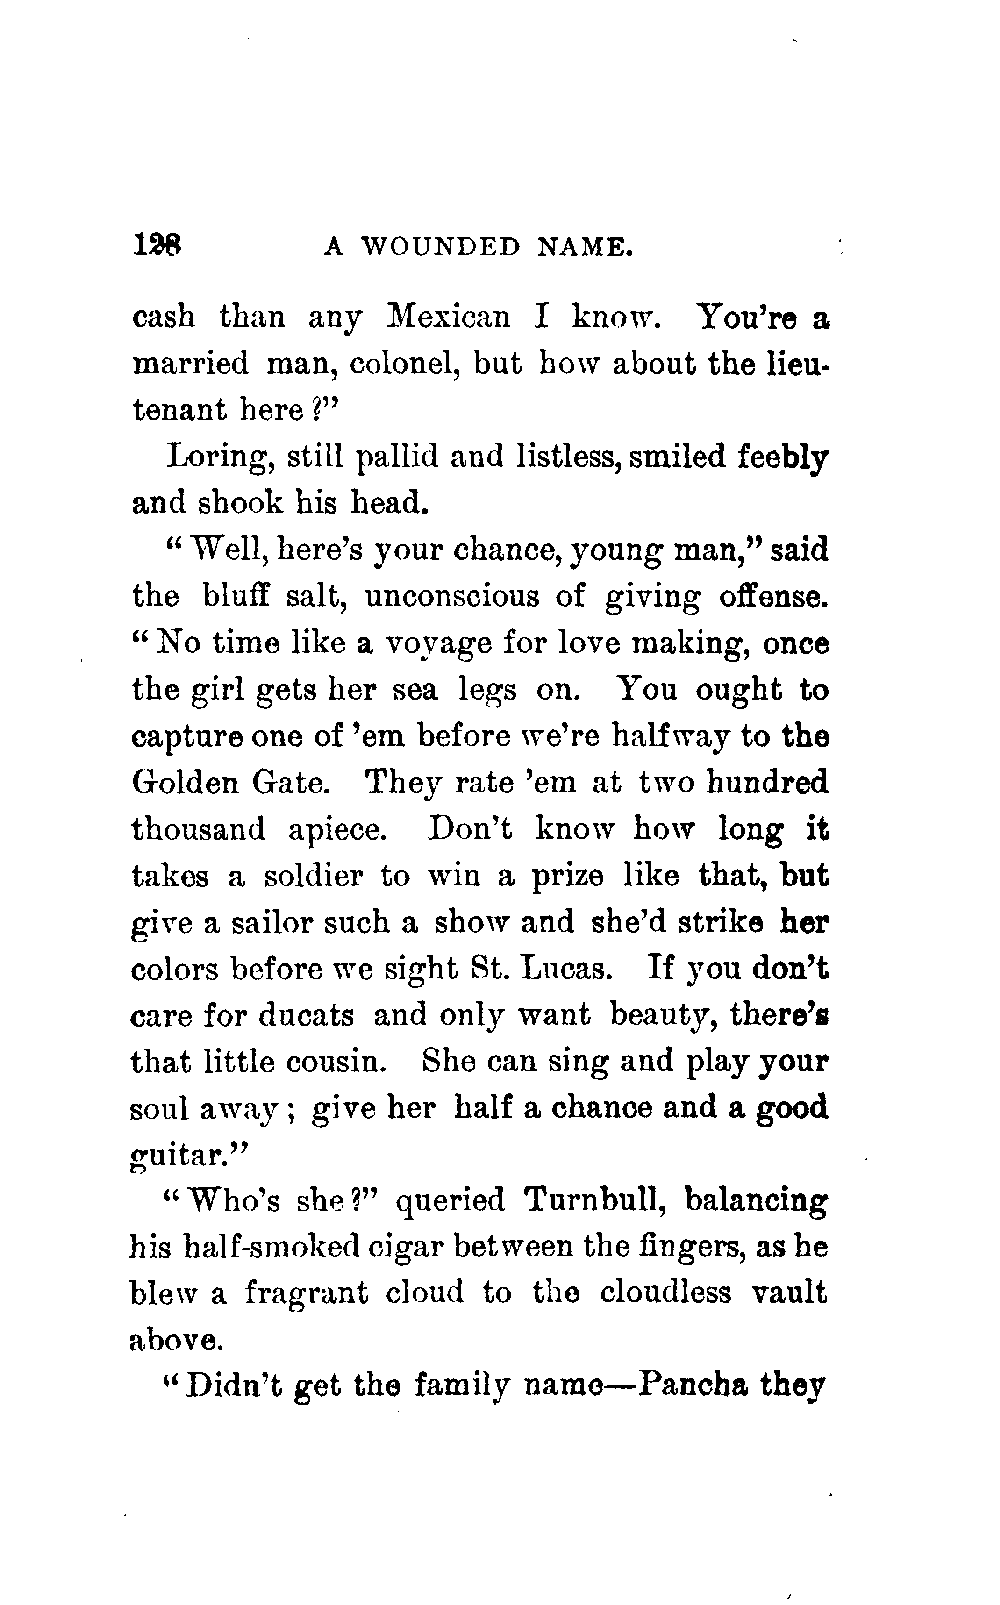 128 A WOUNDED NAME.
cash than any Mexican I know. You're a
married man, colonel, but how about the lieu-
tenant here?"
Loring, still pallid and listless, smiled feebly
and shook his head.
"Well, here's your chance, young man," said
the bluff salt, unconscious of giving offense.
"No time like a voyage for love making, once
the girl gets her sea legs on. You ought to
capture one of 'em before we're halfway to the
Golden Gate. They rate 'em at two hundred
thousand apiece. Don't know how long it
takes a soldier to win a prize like that, but
give a sailor such a show and she'd strike her
colors before we sight St. Lucas. If you don't
care for ducats and only want beauty, there's
that little cousin. She can sing and play your
soul away; give her half a chance and a good
guitar."
"Who's she?" queried Turnbull, balancing
his half-smoked cigar between the fingers, as he
blew a fragrant cloud to the cloudless vault
above.
"Didn't get the family name—Pancha they